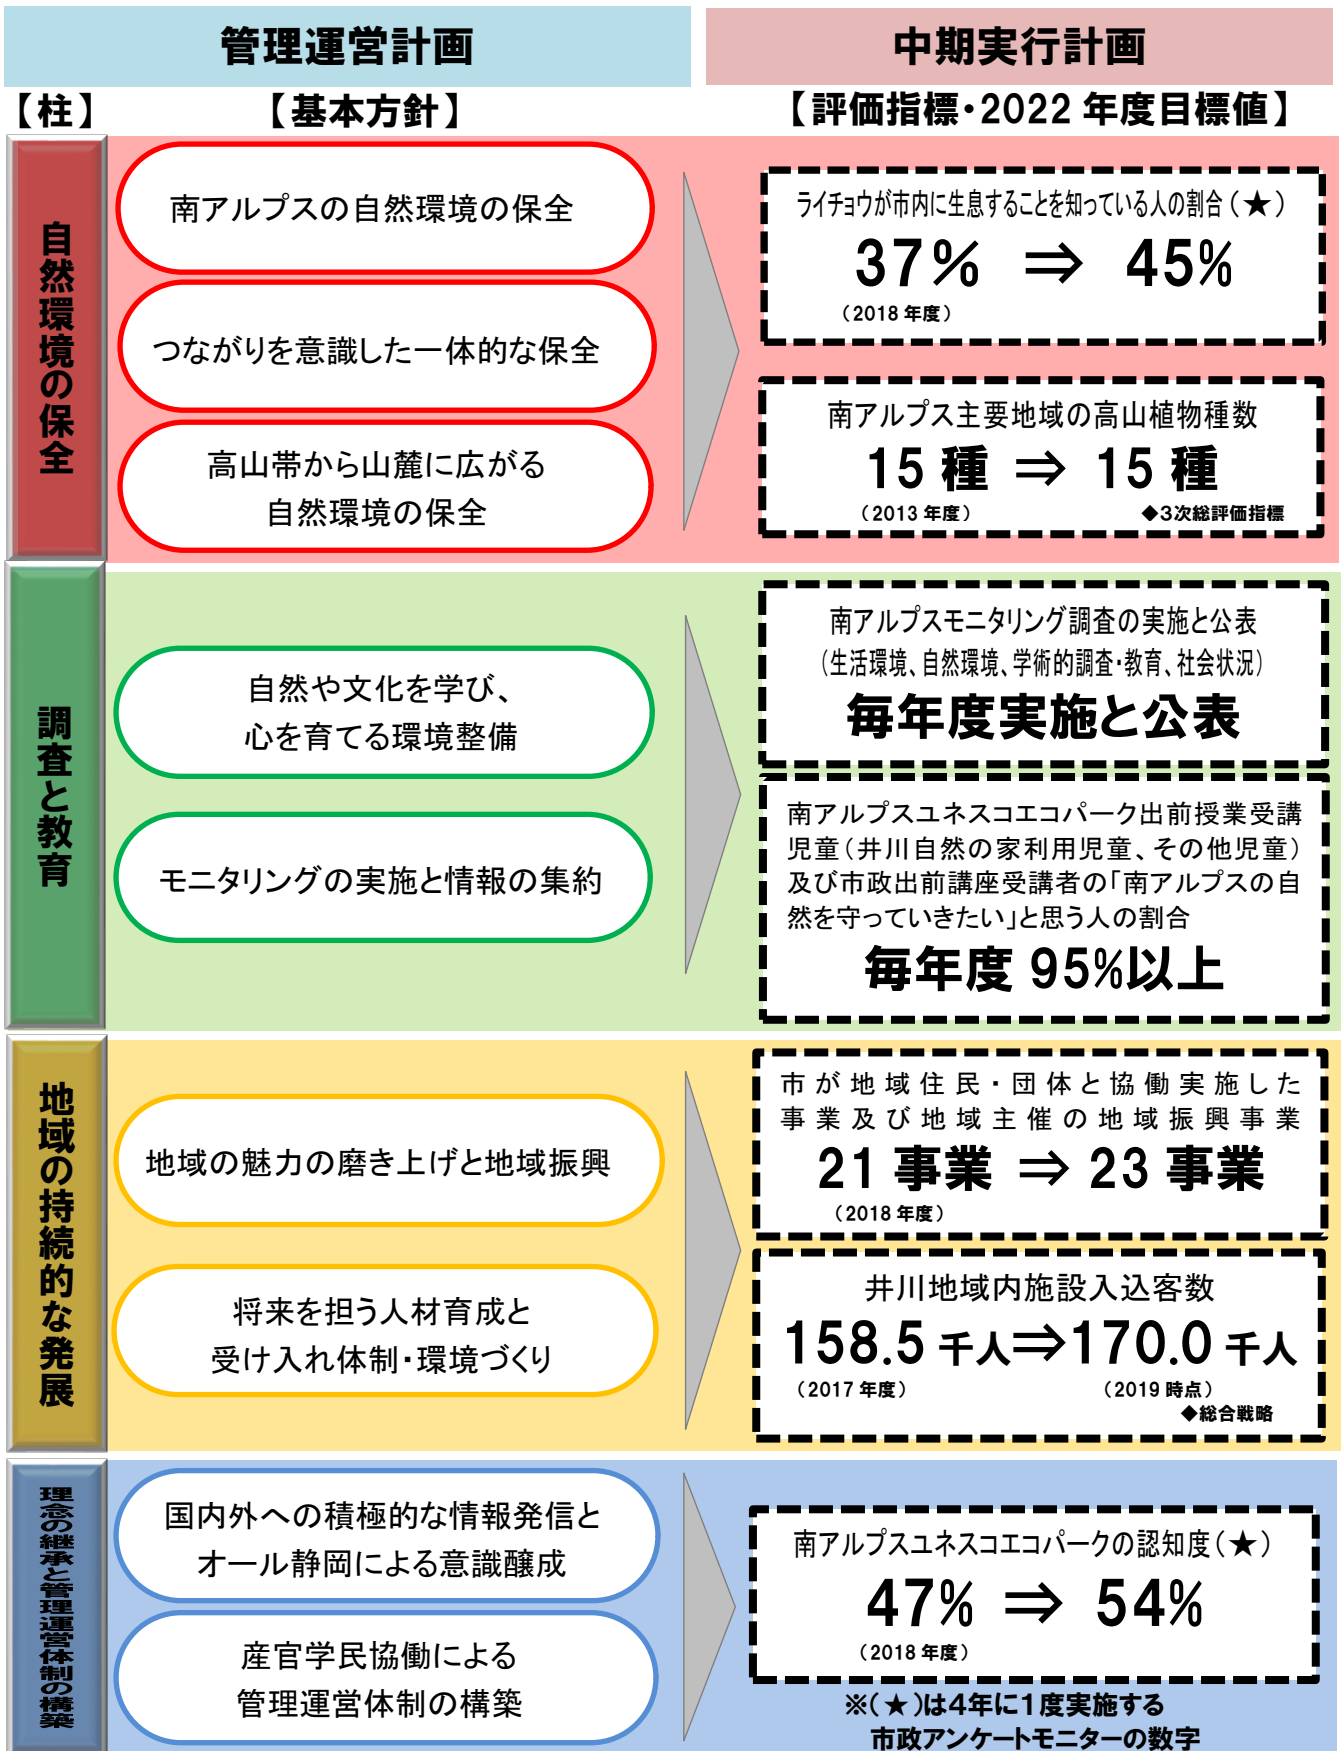 管理運営計画
中期実行計画
【柱】
【基本方針】
【評価指標・2022年度目標値】
自然環境の保全
南アルプスの自然環境の保全
つながりを意識した一体的な保全
高山帯から山麓に広がる
自然環境の保全
ライチョウが市内に生息することを知っている人の割合(★)
37% ⇒ 45%
(2018年度)
南アルプス主要地域の高山植物種数
15種 ⇒ 15種
(2013年度) ◆3次総評価指標
調査と教育
自然や文化を学び、
心を育てる環境整備
モニタリングの実施と情報の集約
南アルプスモニタリング調査の実施と公表
(生活環境、自然環境、学術的調査・教育、社会状況)
毎年度実施と公表
南アルプスユネスコエコパーク出前授業受講
児童(井川自然の家利用児童、その他児童)
及び市政出前講座受講者の「南アルプスの自
然を守っていきたい」と思う人の割合
毎年度95%以上
地域の持続的な発展
地域の魅力の磨き上げと地域振興
将来を担う人材育成と
受け入れ体制・環境づくり
市が地域住民・団体と協働実施した
事業及び地域主催の地域振興事業
21事業 ⇒ 23事業
(2018年度)
井川地域内施設入込客数
158.5千人⇒170.0千人
(2017年度) (2019時点)
◆総合戦略
理念の継承と管理運営体制の構築
国内外への積極的な情報発信と
オール静岡による意識醸成
産官学民協働による
管理運営体制の構築
南アルプスユネスコエコパークの認知度(★)
47% ⇒ 54%
(2018年度)
※(★)は4年に1度実施する
市政アンケートモニターの数字